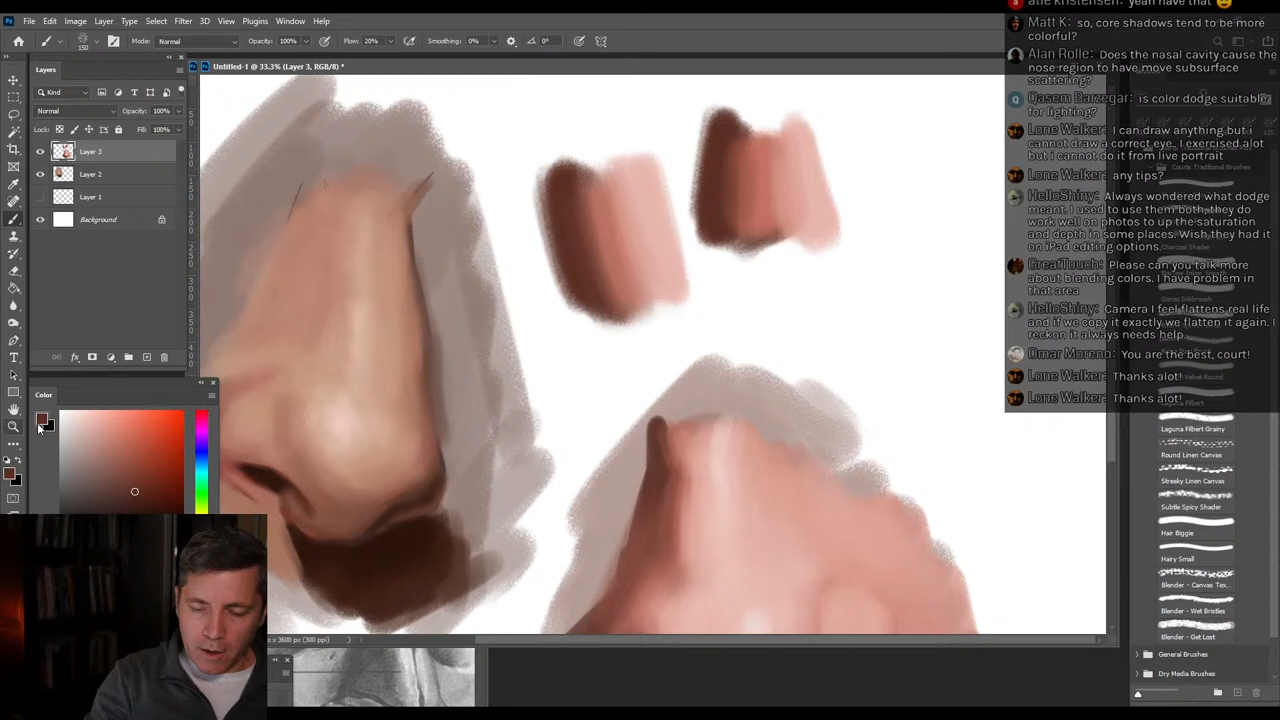 File Edit Image Layer Type Select Filter 3D View Plugins Window Help
150 Mode: Normal Opacity: 100% Flow: 20% Smoothing: 0% 0°
Untitled-1 @ 33.3% (Layer 3, RGB/8) *
Layers
Kind
Normal Opacity: 100%
Lock: Fill: 100%
Layer 3
Layer 2
Layer 1
Background
Color
x 3600 px (300 ppi)
Matt K: so, core shadows tend to be more
colorful?
Alan Rolle: Does the nasal cavity cause the
nose region to have move subsurface
scattering?
Qasem Barzegar: is color dodge suitable
for lighting?
Lone Walker: I can draw anything but i
cannot draw a correct eye.. I exercised alot
but i cannot do it from live portrait
Lone Walker: any tips?
HelloShiny: Always wondered what dodge
meant. I used to use them both,they do
work well on photos to up the saturation
and depth in some places. Wish they had it
on iPad editing options.
GreatTouch: Please can you talk more
about blending colors. I have problem in
that area
HelloShiny: Camera I feel flattens real life
and if we copy it exactly we flatten it again. I
reckon it always needs help.
Omar Moreno: You are the best, court!
Lone Walker: Thanks alot!
Lone Walker: Thanks alot!
Laguna Filbert Grainy
Round Linen Canvas
Streaky Linen Canvas
Subtle Spicy Shader
Hair Biggie
Hairy Small
Blender - Canvas Tex...
Blender - Wet Bristles
Blender - Get Lost
General Brushes
Dry Media Brushes